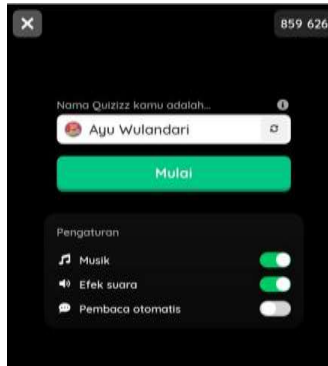 859 626
Nama Quizizz kamu adalah...
Ayu Wulandari
Mulai
Pengaturan
Musik
Efek suara
Pembaca otomatis